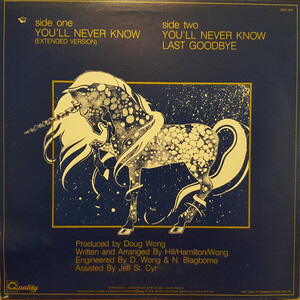 side one
YOU'LL NEVER KNOW
(EXTENDED VERSION)
side two
YOU'LL NEVER KNOW
LAST GOODBYE
Produced by Doug Wong
Written and Arranged By Hill/Hamilton/Wong
Engineered By D. Wong & N. Blagborne
Assisted By Jeff St. Cyr
Quality